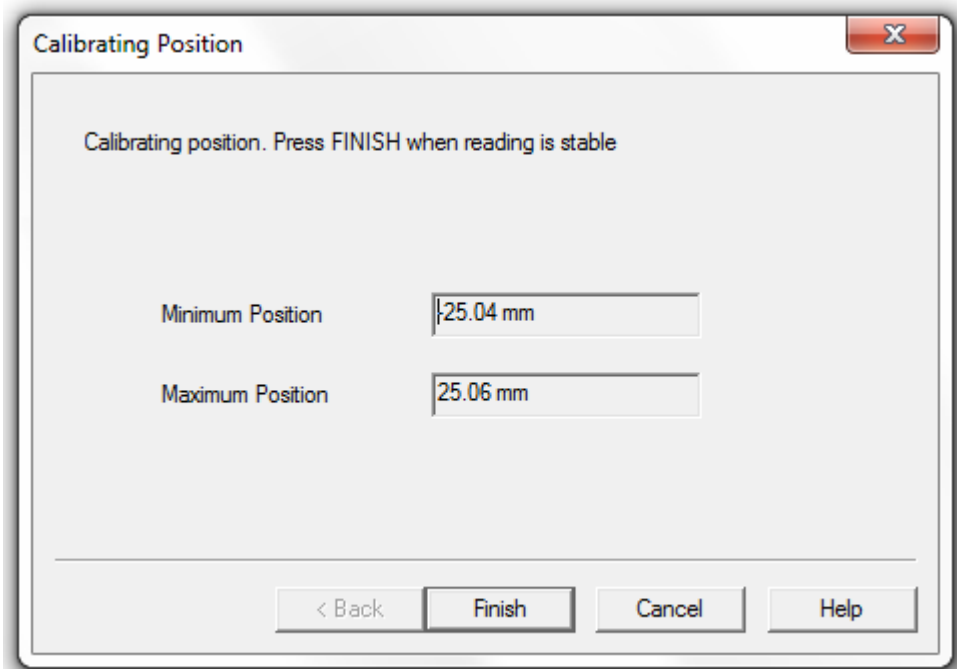 Calibrating Position
Calibrating position. Press FINISH when reading is stable
Minimum Position -25.04 mm
Maximum Position 25.06 mm
< Back Finish Cancel Help